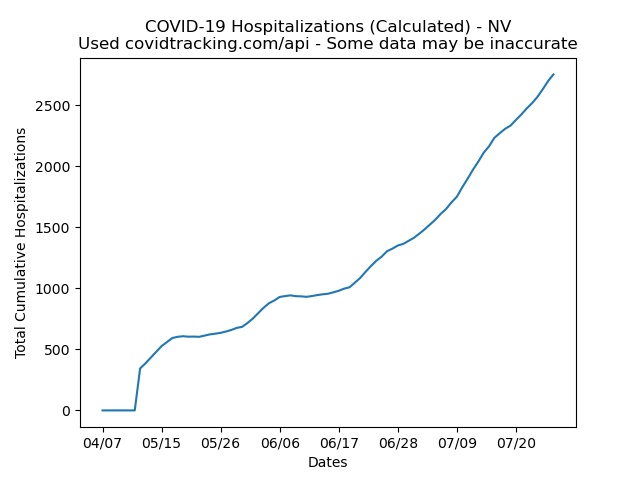 COVID-19 Hospitalizations (Calculated) - NV
Used covidtracking.com/api - Some data may be inaccurate
Total Cumulative Hospitalizations
2500
2000
1500
1000
500
0
04/07 05/15 05/26 06/06 06/17 06/28 07/09 07/20
Dates